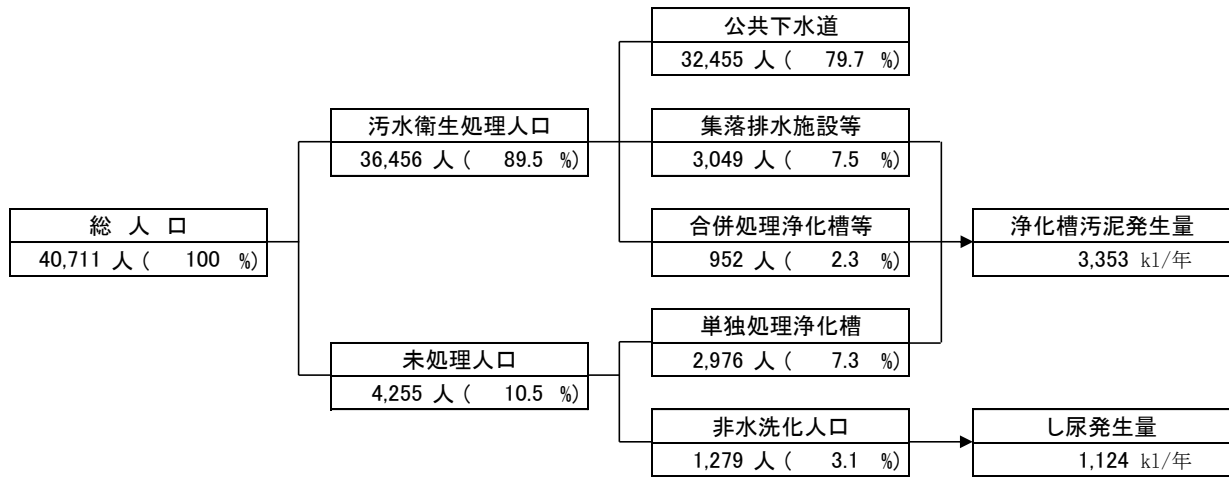 公共下水道
32,455 人 ( 79.7 %)
汚水衛生処理人口
36,456 人 ( 89.5 %)
集落排水施設等
3,049 人 ( 7.5 %)
総 人 口
40,711 人 ( 100 %)
合併処理浄化槽等
952 人 ( 2.3 %)
浄化槽汚泥発生量
3,353 kl/年
未処理人口
4,255 人 ( 10.5 %)
単独処理浄化槽
2,976 人 ( 7.3 %)
非水洗化人口
1,279 人 ( 3.1 %)
し尿発生量
1,124 kl/年